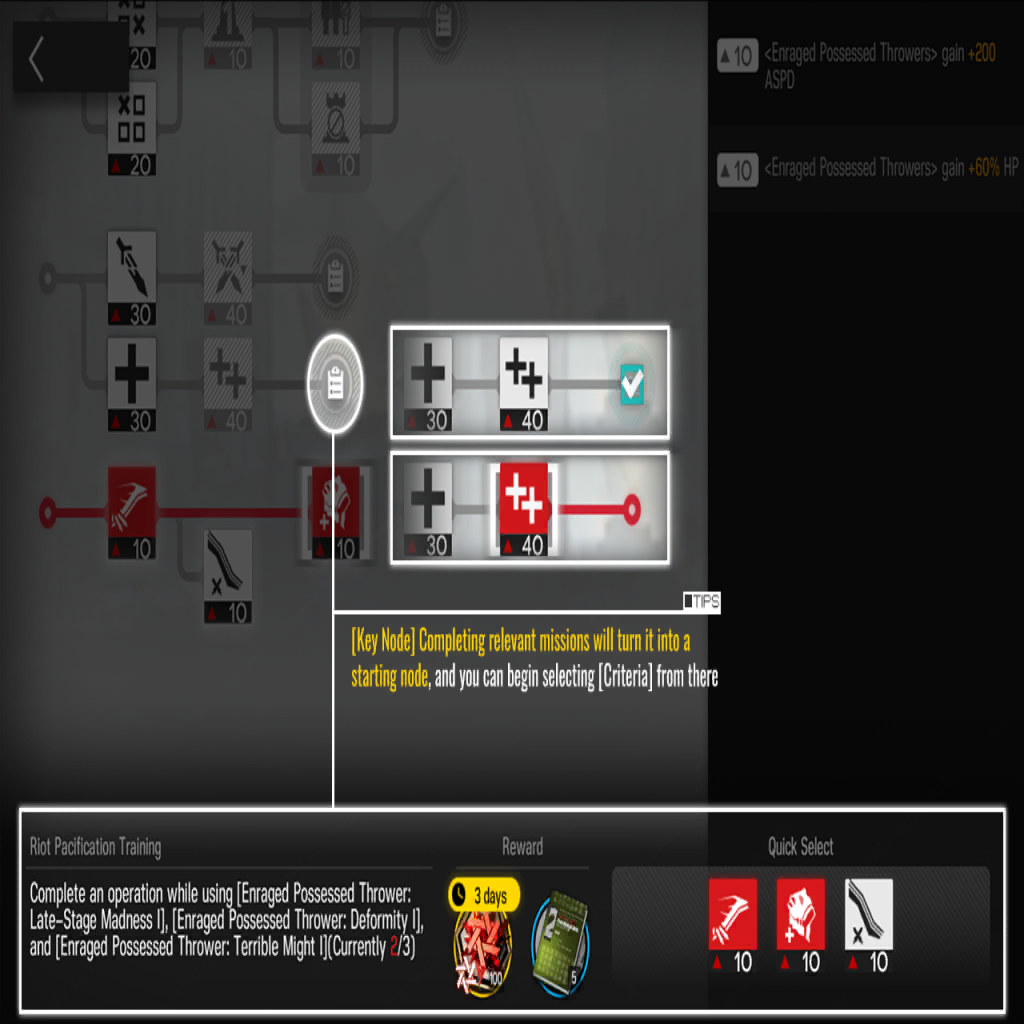 20
10
10
20
10
▲10 <Enraged Possessed Throwers> gain +200
ASPD
▲10 <Enraged Possessed Throwers> gain +60% HP
30
40
30
40
30
40
10
10
30
40
10
TIPS
[Key Node] Completing relevant missions will turn it into a
starting node, and you can begin selecting [Criteria] from there
Riot Pacification Training
Reward
Quick Select
Complete an operation while using [Enraged Possessed Thrower:
Late-Stage Madness I], [Enraged Possessed Thrower: Deformity I],
and [Enraged Possessed Thrower: Terrible Might I](Currently 2/3)
3 days
100
2
5
10
10
10